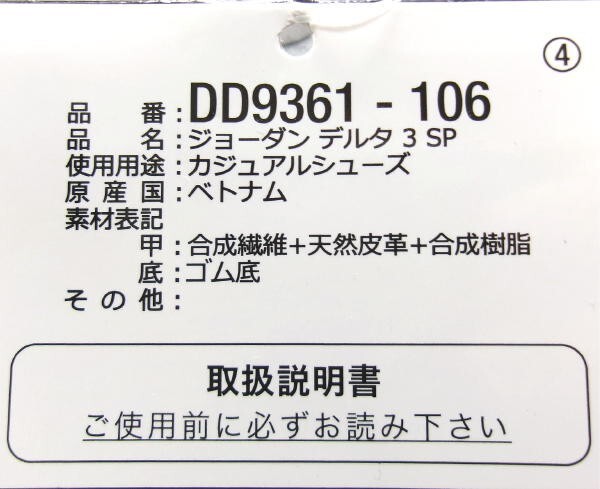 ④
品番:DD9361 - 106
品名:ジョーダン デルタ 3 SP
使用用途:カジュアルシューズ
原産国:ベトナム
素材表記
甲:合成繊維+天然皮革+合成樹脂
底:ゴム底
その他:
取扱説明書
ご使用前に必ずお読み下さい